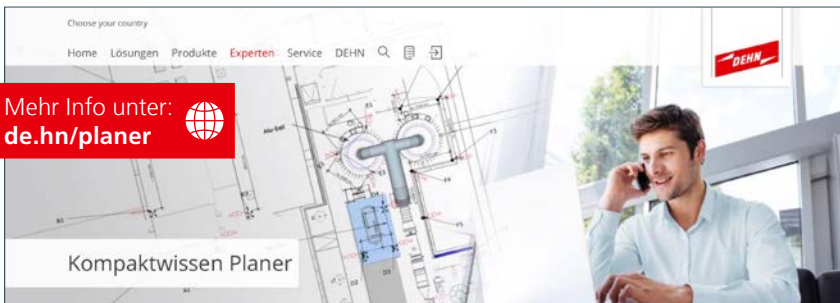 Choose your country
Home Lösungen Produkte Experten Service DEHN
DEHN
Mehr Info unter:
de.hn/planer
Kompaktwissen Planer